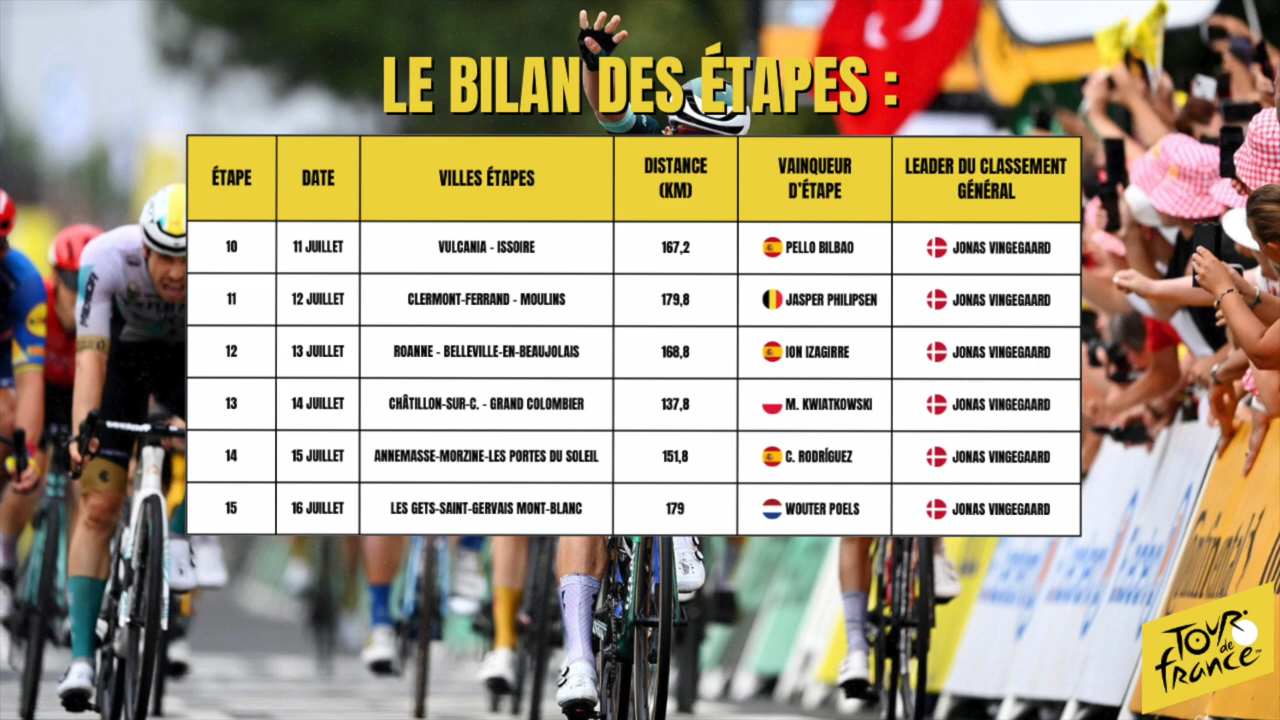 LE BILAN DES ÉTAPES :
ÉTAPE DATE VILLES ÉTAPES DISTANCE (KM) VAINQUEUR D'ÉTAPE LEADER DU CLASSEMENT GÉNÉRAL
10 11 JUILLET VULCANIA - ISSOIRE 167,2 PELLO BILBAO JONAS VINGEGAARD
11 12 JUILLET CLERMONT-FERRAND - MOULINS 179,8 JASPER PHILIPSEN JONAS VINGEGAARD
12 13 JUILLET ROANNE - BELLEVILLE-EN-BEAUJOLAIS 168,8 ION IZAGIRRE JONAS VINGEGAARD
13 14 JUILLET CHÂTILLON-SUR-C. - GRAND COLOMBIER 137,8 M. KWIATKOWSKI JONAS VINGEGAARD
14 15 JUILLET ANNEMASSE-MORZINE-LES PORTES DU SOLEIL 151,8 C. RODRÍGUEZ JONAS VINGEGAARD
15 16 JUILLET LES GETS-SAINT-GERVAIS MONT-BLANC 179 WOUTER POELS JONAS VINGEGAARD
Continental
TOUR
de
france